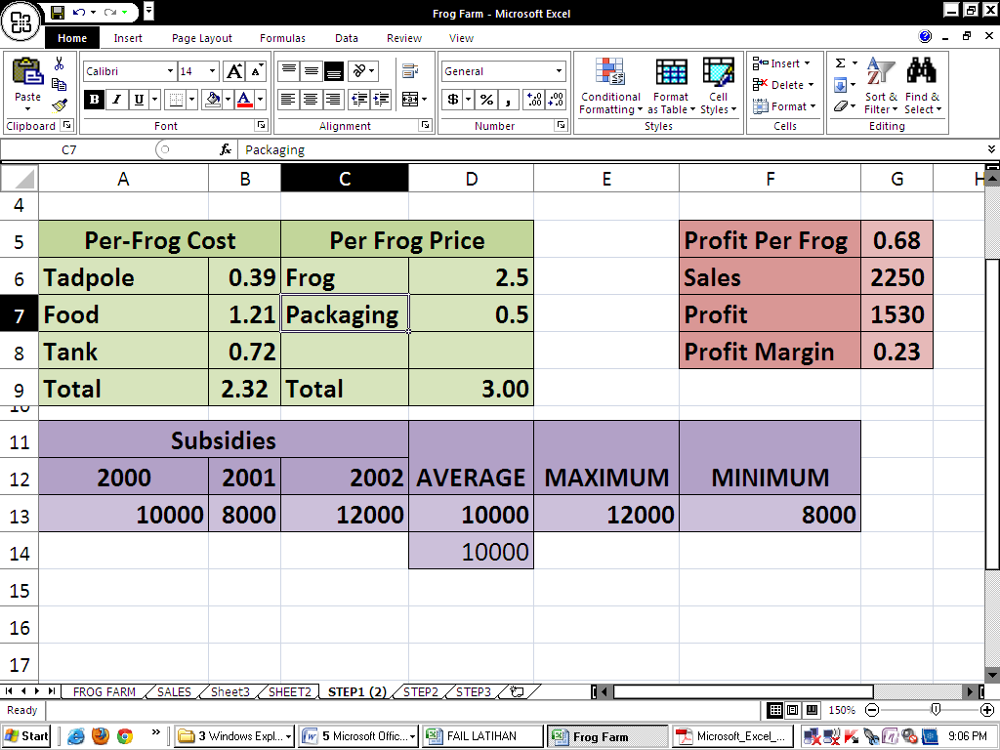 Frog Farm - Microsoft Excel
Home Insert Page Layout Formulas Data Review View
Paste
Calibri 14
B I U
General
$ % ,
Conditional Formatting
Format as Table
Cell Styles
Insert
Delete
Format
Σ
Sort & Filter
Find & Select
Clipboard Font Alignment Number Styles Cells Editing
C7 fx Packaging
A B C D E F G H
4
5 Per-Frog Cost Per Frog Price Profit Per Frog 0.68
6 Tadpole 0.39 Frog 2.5 Sales 2250
7 Food 1.21 Packaging 0.5 Profit 1530
8 Tank 0.72 Profit Margin 0.23
9 Total 2.32 Total 3.00
10
11 Subsidies
12 2000 2001 2002 AVERAGE MAXIMUM MINIMUM
13 10000 8000 12000 10000 12000 8000
14 10000
15
16
17
FROG FARM SALES Sheet3 SHEET2 STEP1 (2) STEP2 STEP3
Ready 150%
Start 3 Windows Expl... 5 Microsoft Offic... FAIL LATIHAN Frog Farm Microsoft_Excel_... 9:06 PM